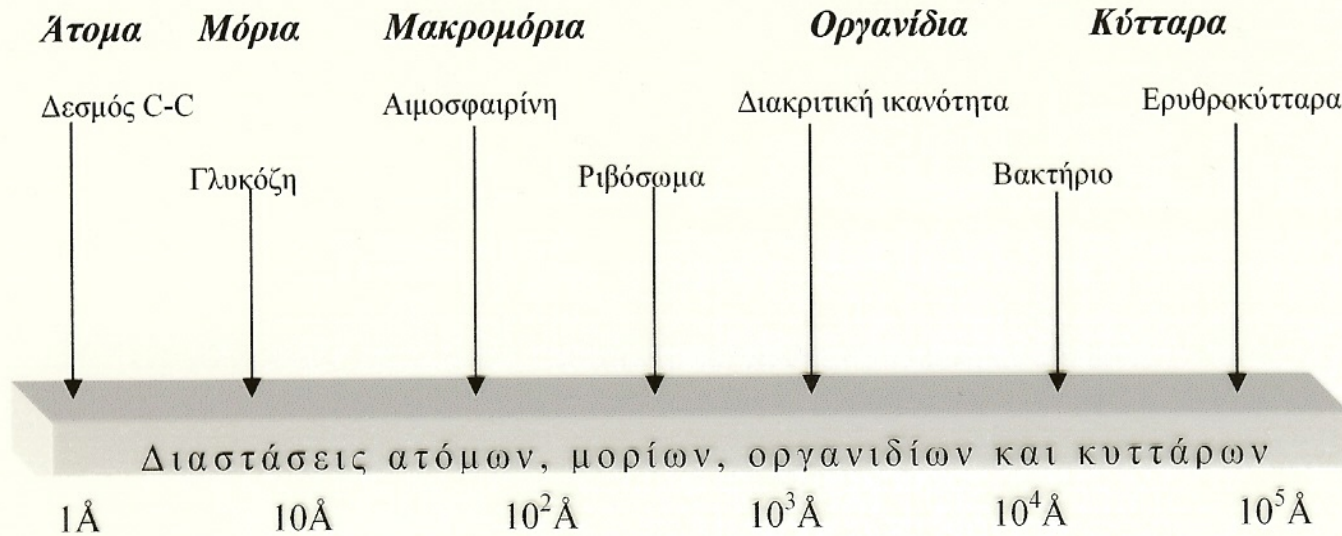 Άτομα Μόρια Μακρομόρια Οργανίδια Κύτταρα
Δεσμός C-C Αιμοσφαιρίνη Διακριτική ικανότητα Ερυθροκύτταρα
Γλυκόζη Ριβόσωμα Βακτήριο
Διαστάσεις ατόμων, μορίων, οργανιδίων και κυττάρων
1Å 10Å 10²Å 10³Å 10⁴Å 10⁵Å